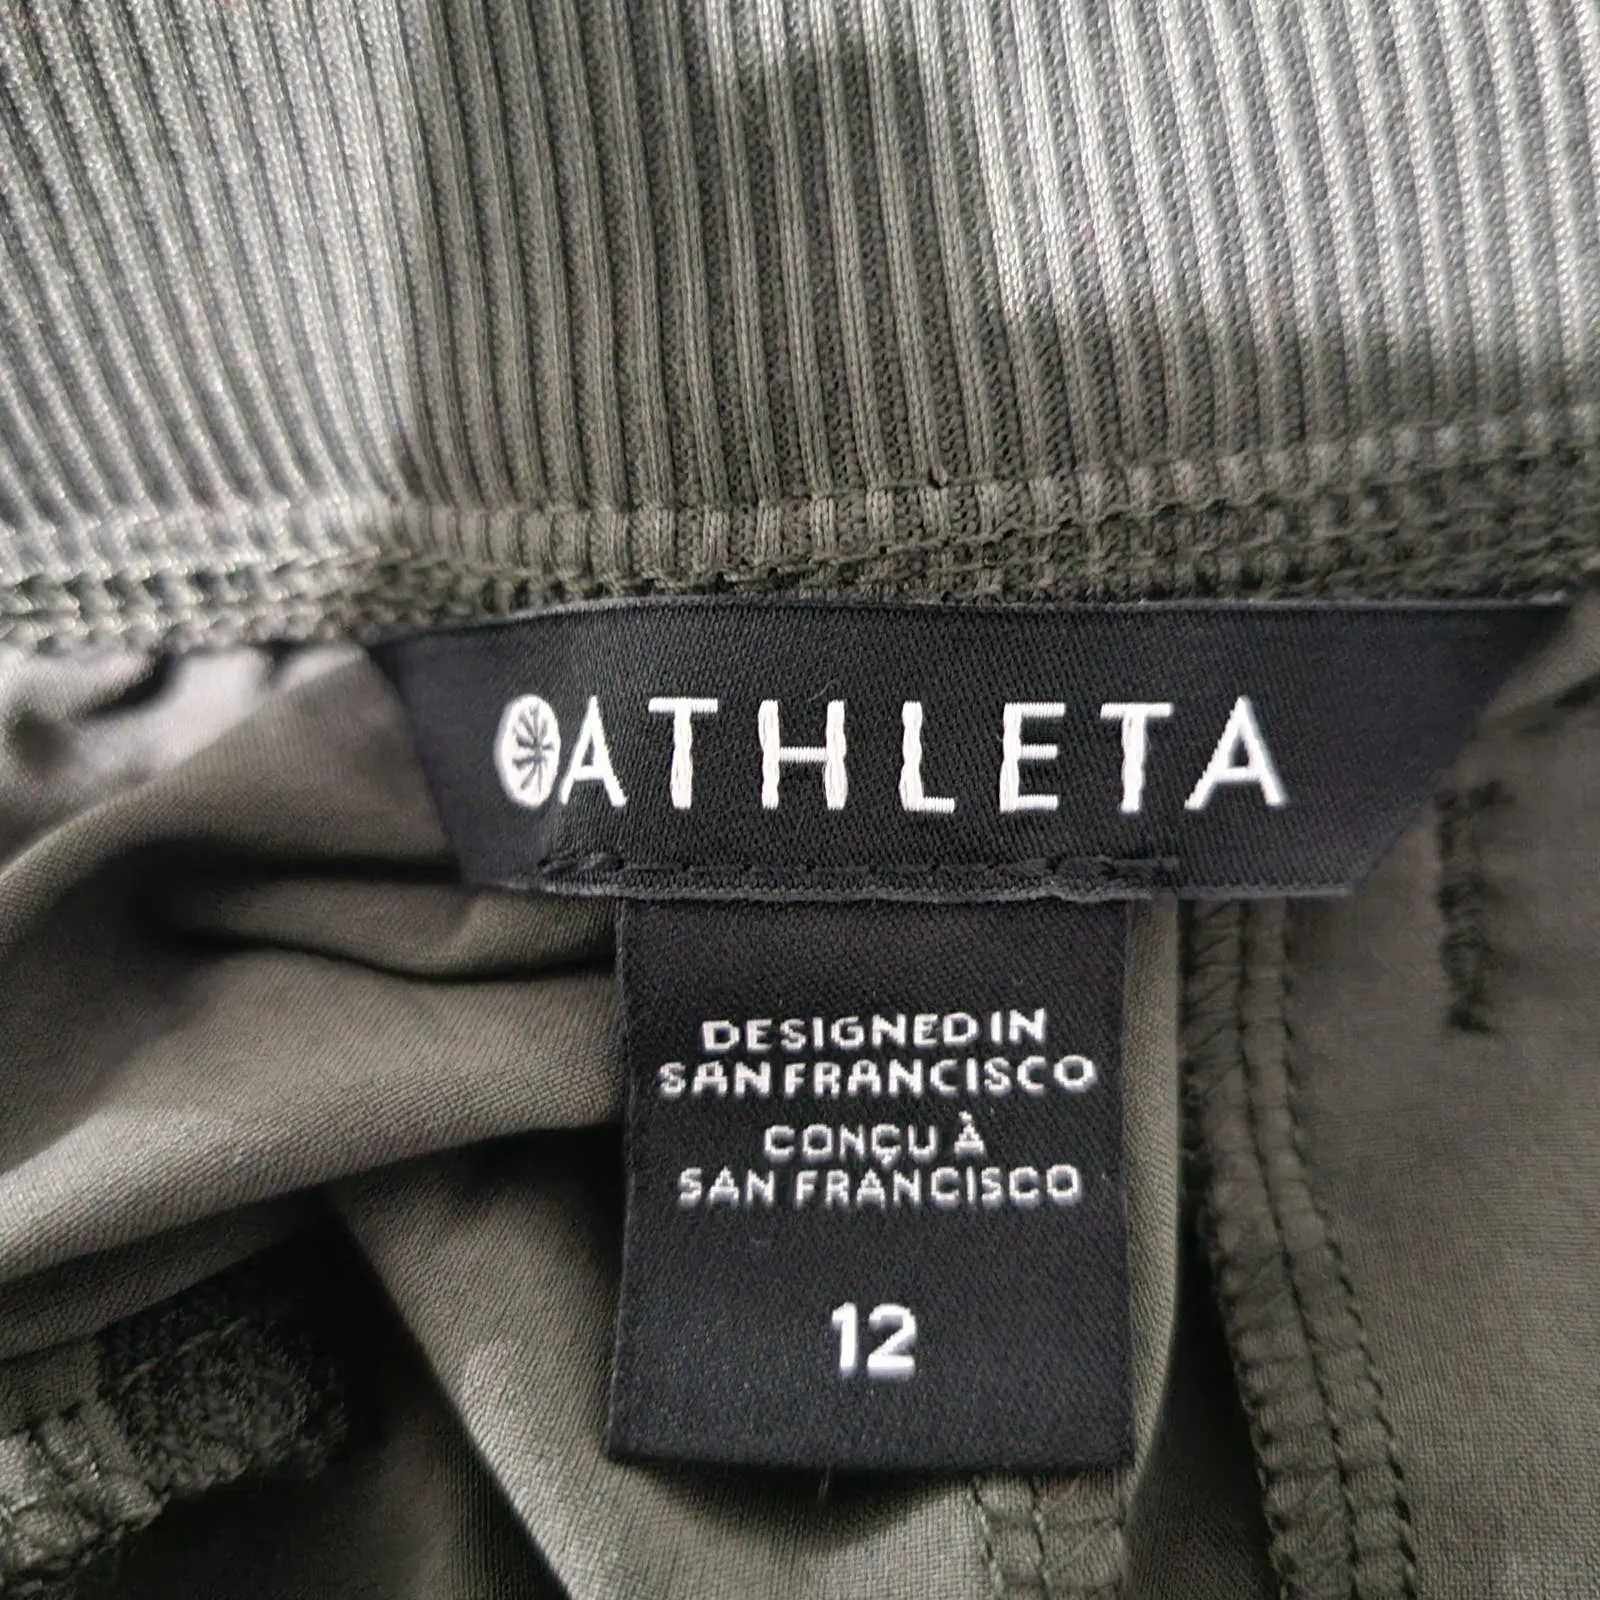 ATHLETA
DESIGNED IN
SAN FRANCISCO
CONÇU À
SAN FRANCISCO
12